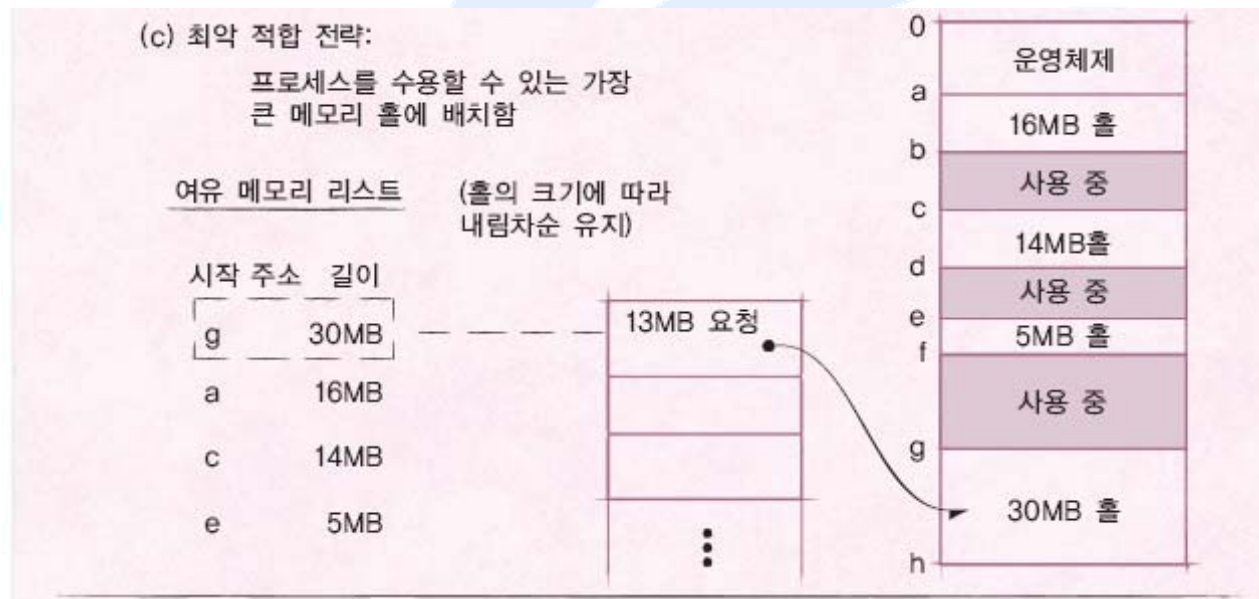 (c) 최악 적합 전략:
프로세스를 수용할 수 있는 가장
큰 메모리 홀에 배치함
여유 메모리 리스트
(홀의 크기에 따라
내림차순 유지)
시작 주소 길이
g 30MB
a 16MB
c 14MB
e 5MB
13MB 요청
0
운영체제
a
16MB 홀
b
사용 중
c
14MB홀
d
사용 중
e
5MB 홀
f
사용 중
g
30MB 홀
h